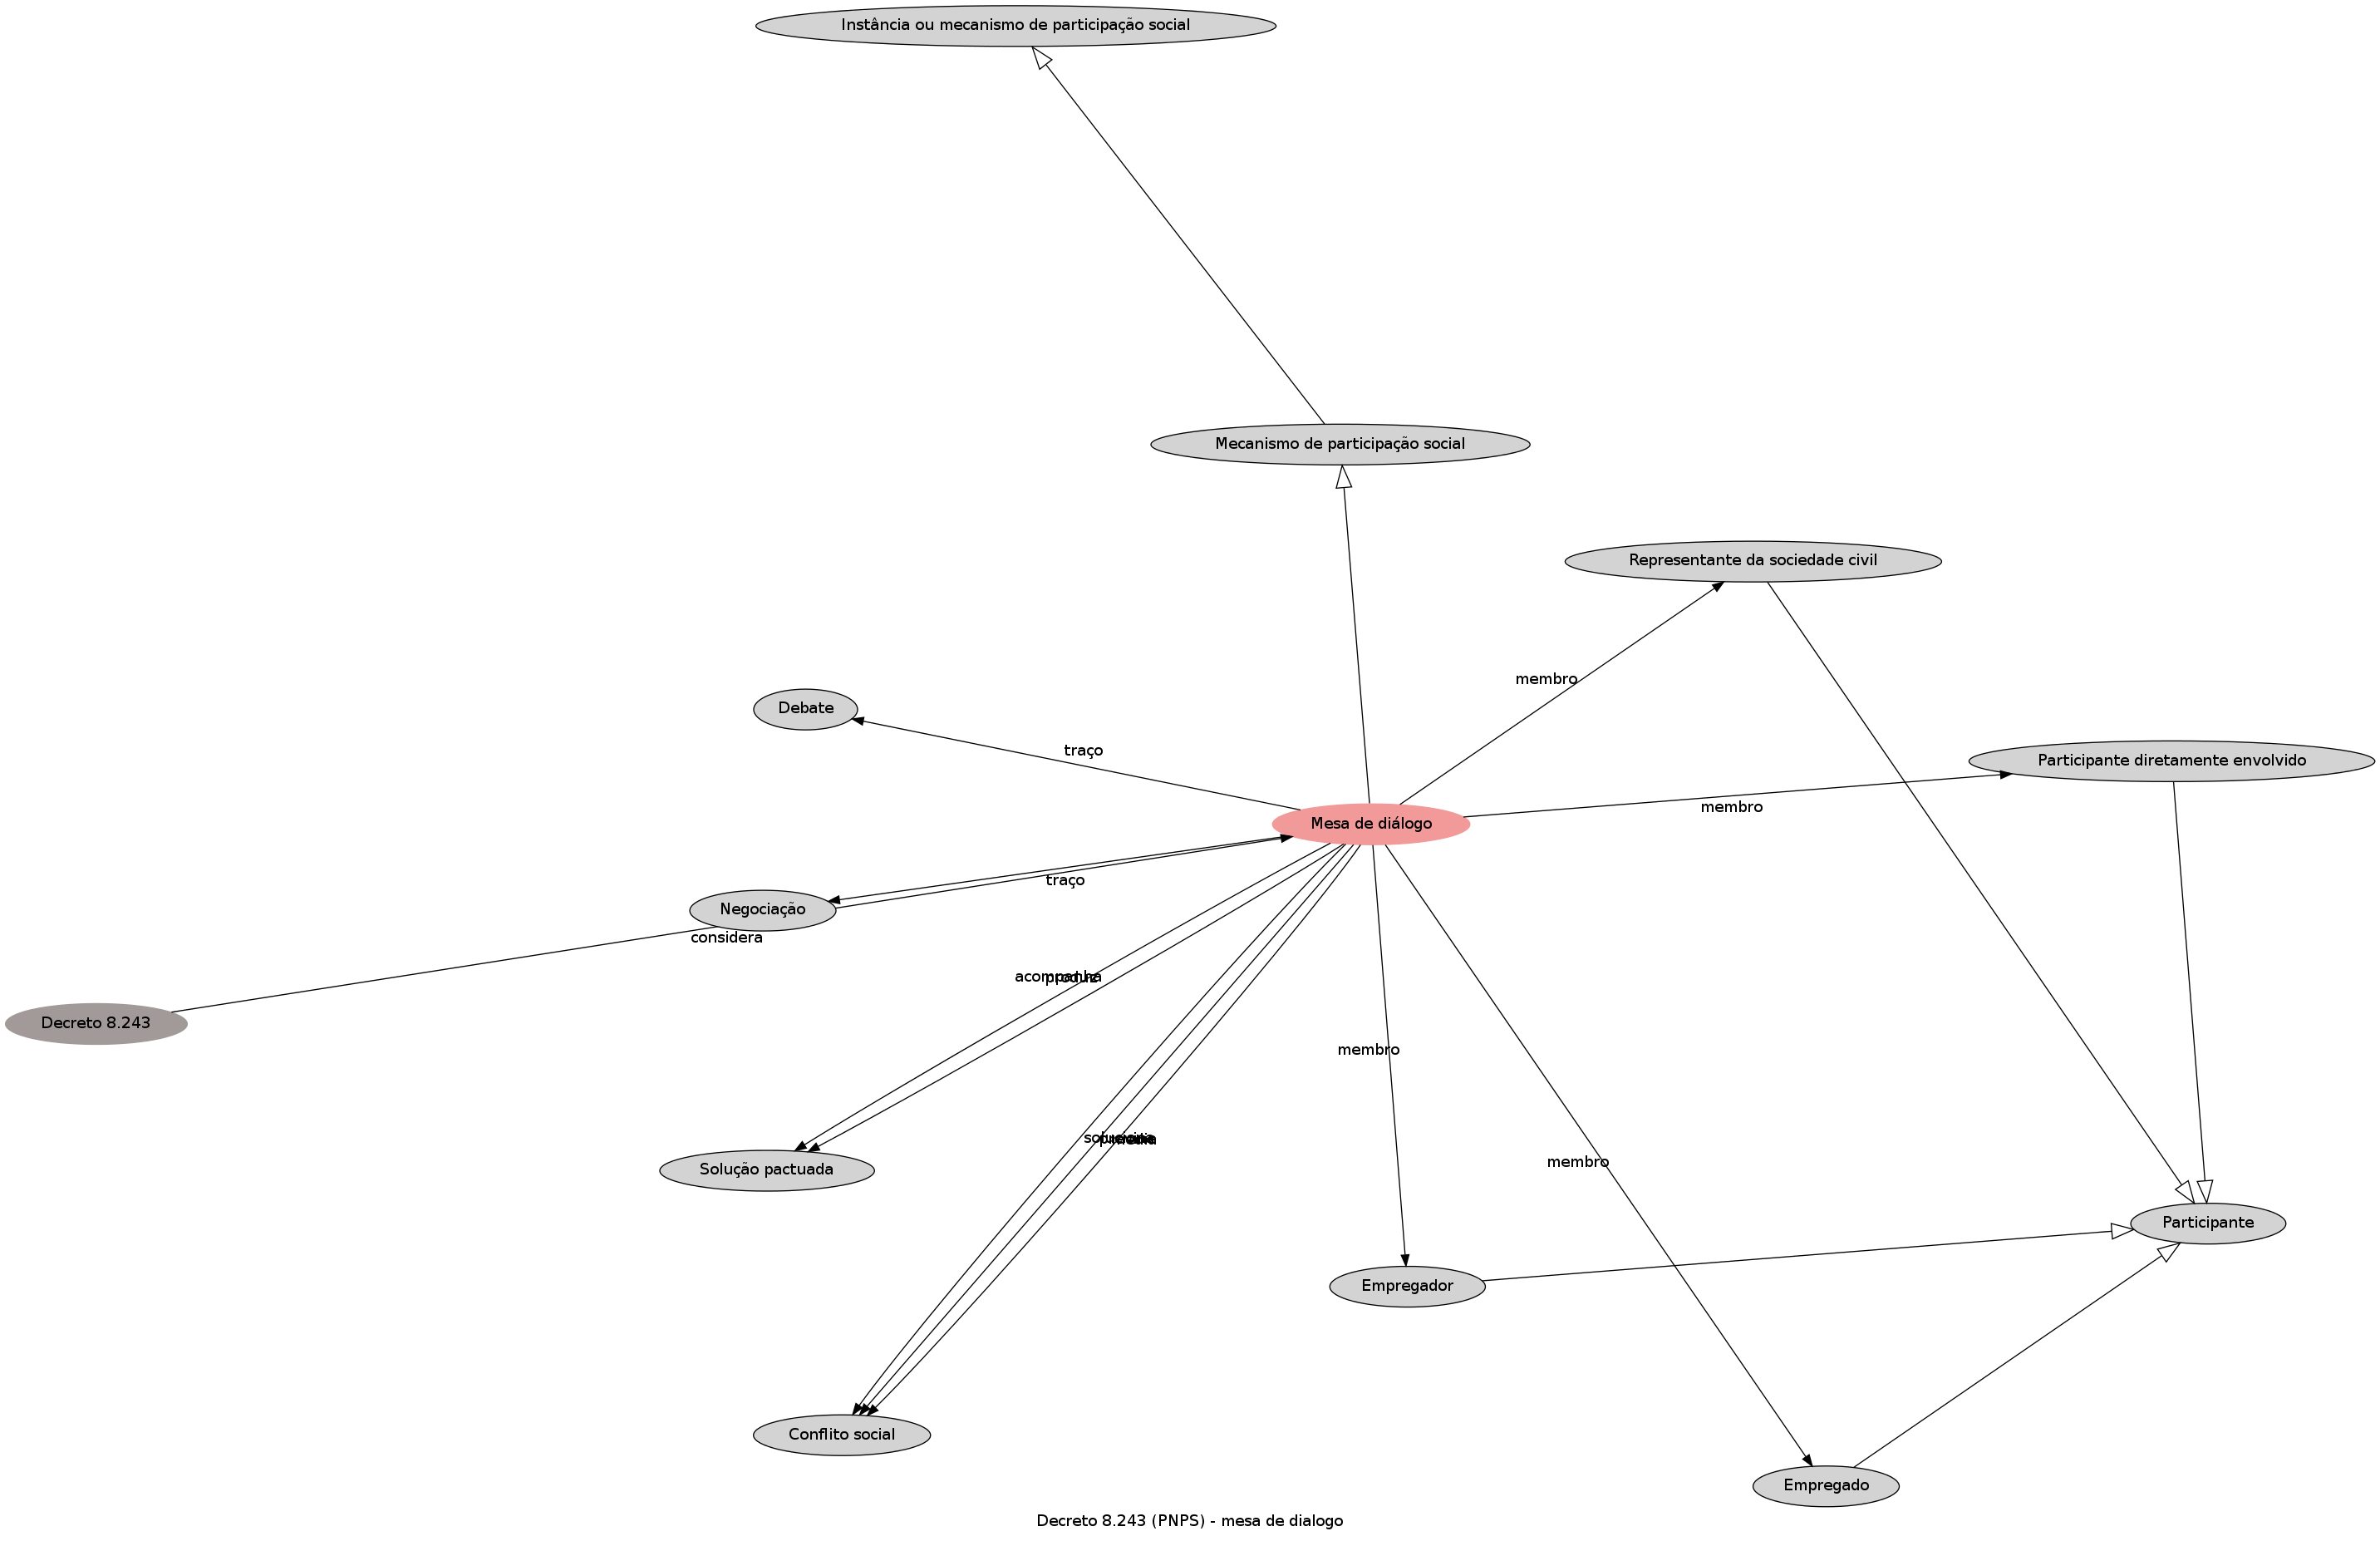 Instância ou mecanismo de participação social
Mecanismo de participação social
Representante da sociedade civil
membro
Debate
traço
Participante diretamente envolvido
membro
Mesa de diálogo
traço
Negociação
considera
acompanha
produz
Decreto 8.243
membro
soluciona
membro
Solução pactuada
Participante
Empregador
Conflito social
Empregado
Decreto 8.243 (PNPS) - mesa de dialogo